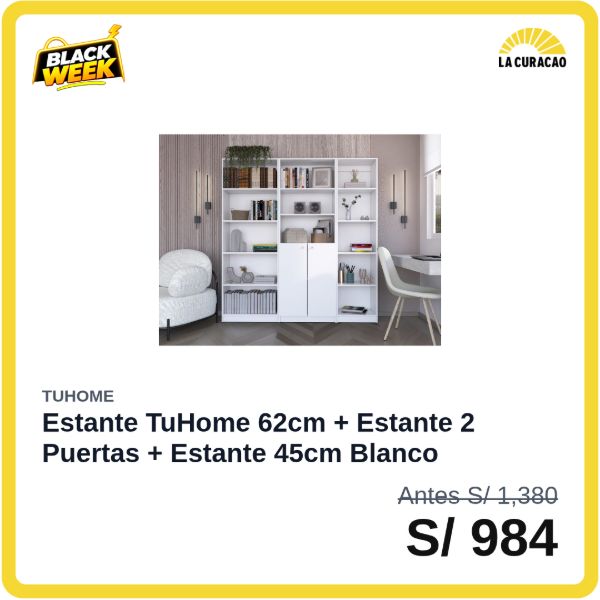 BLACK
WEEK
LA CURACAO
TUHOME
Estante TuHome 62cm + Estante 2
Puertas + Estante 45cm Blanco
Antes S/ 1,380
S/ 984